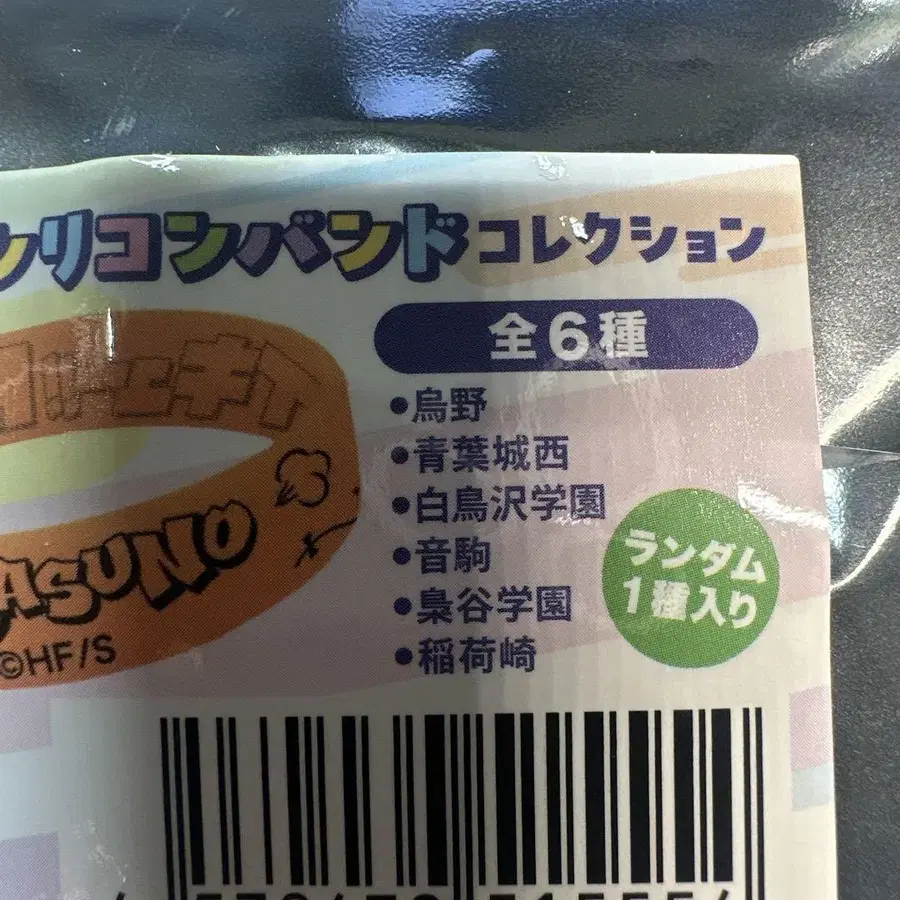 リコンバンドコレクション
全6種
•烏野
•青葉城西
•白鳥沢学園
•音駒
•梟谷学園
•稲荷崎
ランダム
1種入り
ASUNO
©HF/S